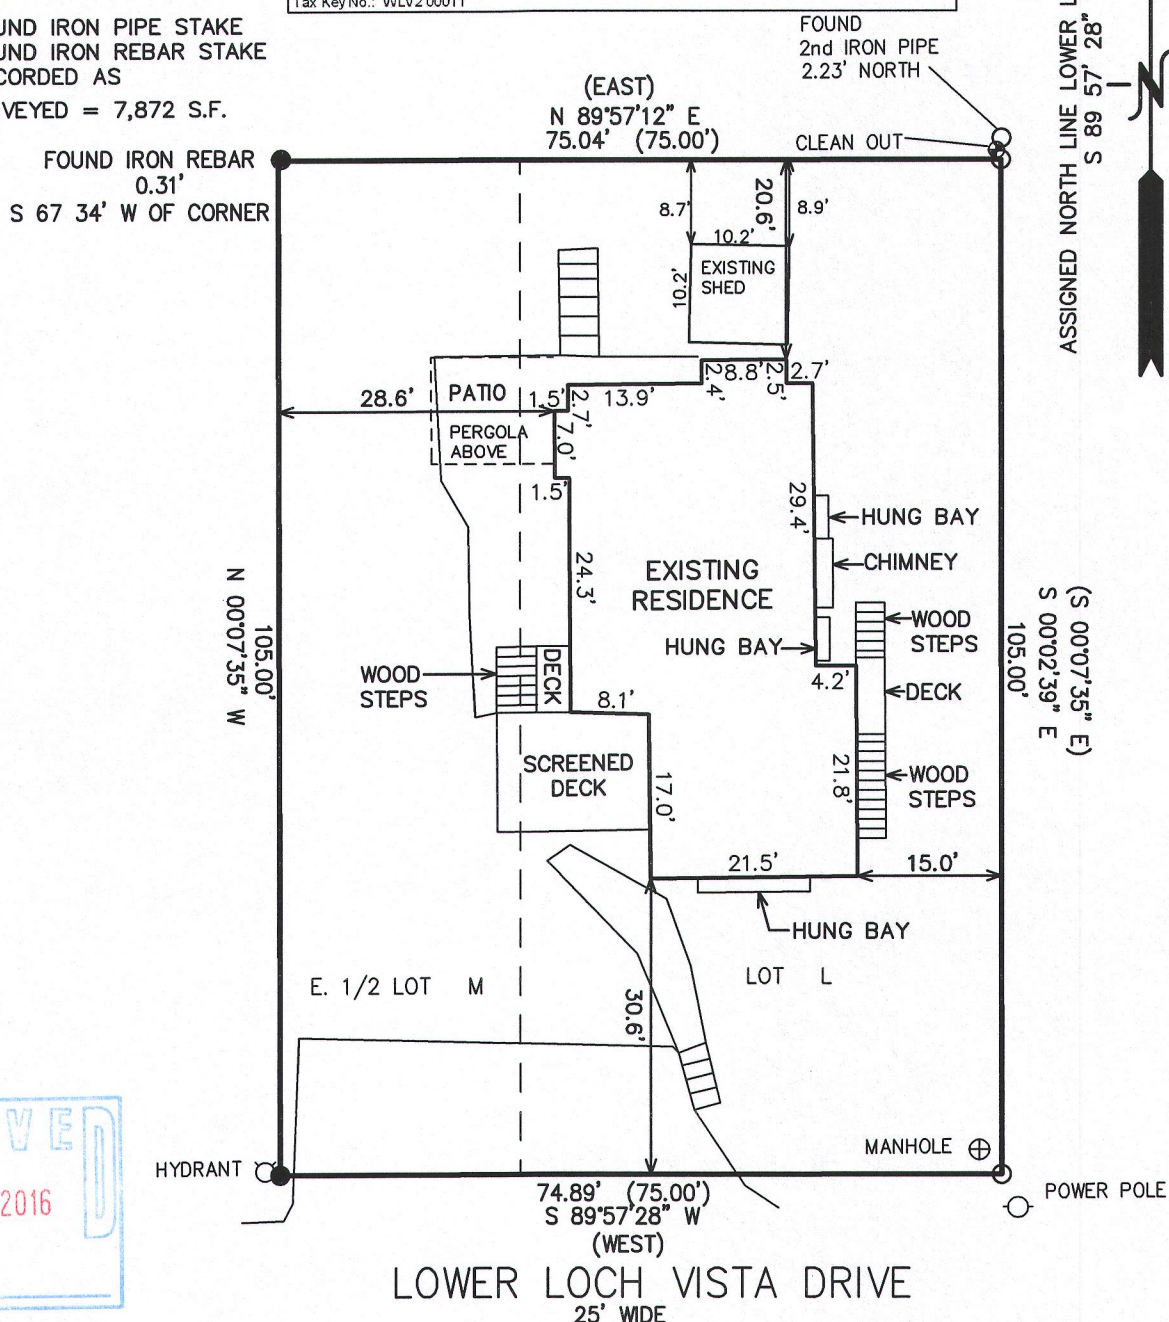 Tax Key No.: WLV2 00011
UND IRON PIPE STAKE
UND IRON REBAR STAKE
CORDED AS
VEYED = 7,872 S.F.
FOUND
2nd IRON PIPE
2.23' NORTH
(EAST)
N 89°57'12" E
75.04' (75.00')
CLEAN OUT
FOUND IRON REBAR
0.31'
S 67 34' W OF CORNER
ASSIGNED NORTH LINE LOWER L
S 89 57' 28"
N
8.7'
20.6'
8.9'
10.2'
10.2'
EXISTING
SHED
28.6'
PATIO
1.5'
2.7'
13.9'
2.4'
8.8'
2.5'
2.7'
PERGOLA
ABOVE
7.0'
1.5'
29.4'
HUNG BAY
CHIMNEY
24.3'
EXISTING
RESIDENCE
HUNG BAY
WOOD
STEPS
4.2'
DECK
N 00°07'35" W
105.00'
105.00'
S 00°02'39" E
(S 00°07'35" E)
WOOD
STEPS
DECK
8.1'
SCREENED
DECK
17.0'
21.8'
WOOD
STEPS
21.5'
15.0'
HUNG BAY
E. 1/2 LOT M
LOT L
30.6'
VED
2016
HYDRANT
MANHOLE
POWER POLE
74.89' (75.00')
S 89°57'28" W
(WEST)
LOWER LOCH VISTA DRIVE
25' WIDE